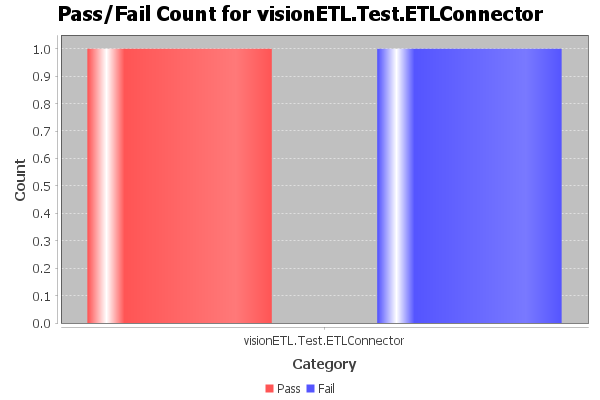 Pass/Fail Count for visionETL.Test.ETLConnector
1.0
0.9
0.8
0.7
0.6
0.5
0.4
0.3
0.2
0.1
0.0
Count
visionETL.Test.ETLConnector
Category
Pass Fail